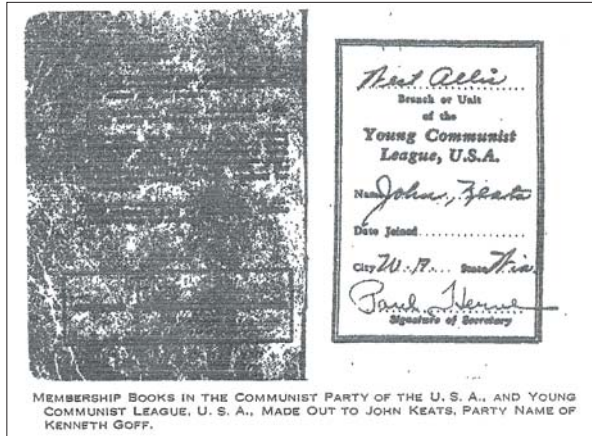 West Allis
Branch or Unit
of the
Young Communist
League, U.S.A.
Name John, Keats
Date Joined
City W. A. State Wis
Paul
Signature of Secretary
MEMBERSHIP BOOKS IN THE COMMUNIST PARTY OF THE U. S. A., AND YOUNG
COMMUNIST LEAGUE, U. S. A., MADE OUT TO JOHN KEATS, PARTY NAME OF
KENNETH GOFF.